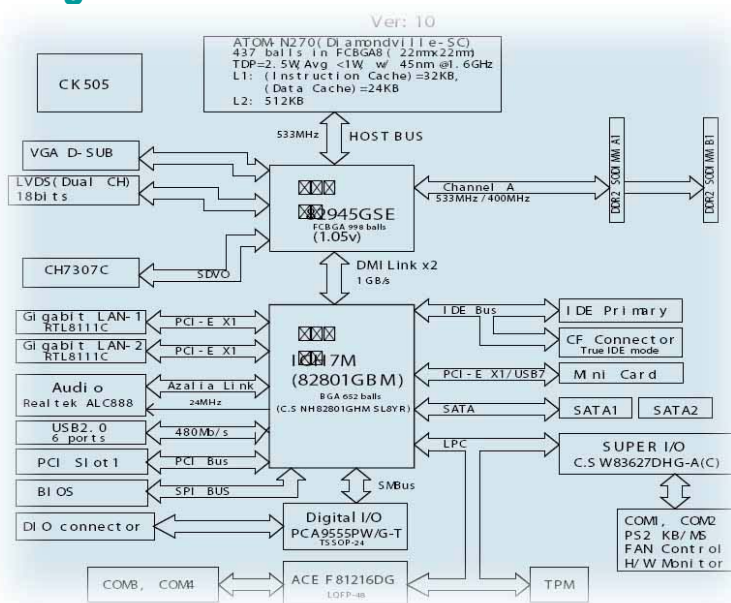 Ver: 10
ATOM-N270(Diamondville-SC)
437 balls in FCBGA8(22mmx22mm)
TDP=2.5W,Avg <1W, w/ 45nm @1.6GHz
L1: (Instruction Cache)=32KB,
(Data Cache)=24KB
L2: 512KB
CK505
533MHz
HOST BUS
VGA D-SUB
LVDS(Dual CH)
18bits
82945GSE
FCBGA 998 balls
(1.05v)
Channel A
533MHz/400MHz
DDR2 SODIMM A1
DDR2 SODIMM B1
CH7307C
SDVO
DMI Link x2
1GB/s
Gigabit LAN-1
RTL8111C
PCI-E X1
Gigabit LAN-2
RTL8111C
PCI-E X1
Audio
Realtek ALC888
Azalia Link
24MHz
USB2.0
6 ports
480Mb/s
PCI Slot1
PCI Bus
BIOS
SPI BUS
(82801GBM)
BGA 652 balls
(C.S NH82801GHM SL8YR)
IDE Bus
IDE Primary
CF Connector
True IDE mode
PCI-E X1/USB7
Mini Card
SATA
SATA1
SATA2
LPC
SUPER I/O
C.S W83627DHG-A(C)
SMBus
DIO connector
Digital I/O
PCA9555PW/G-T
TSSOP-24
COM1, COM2
PS2 KB/MS
FAN Control
H/W Monitor
COM3, COM4
ACE F81216DG
LQFP-48
TPM